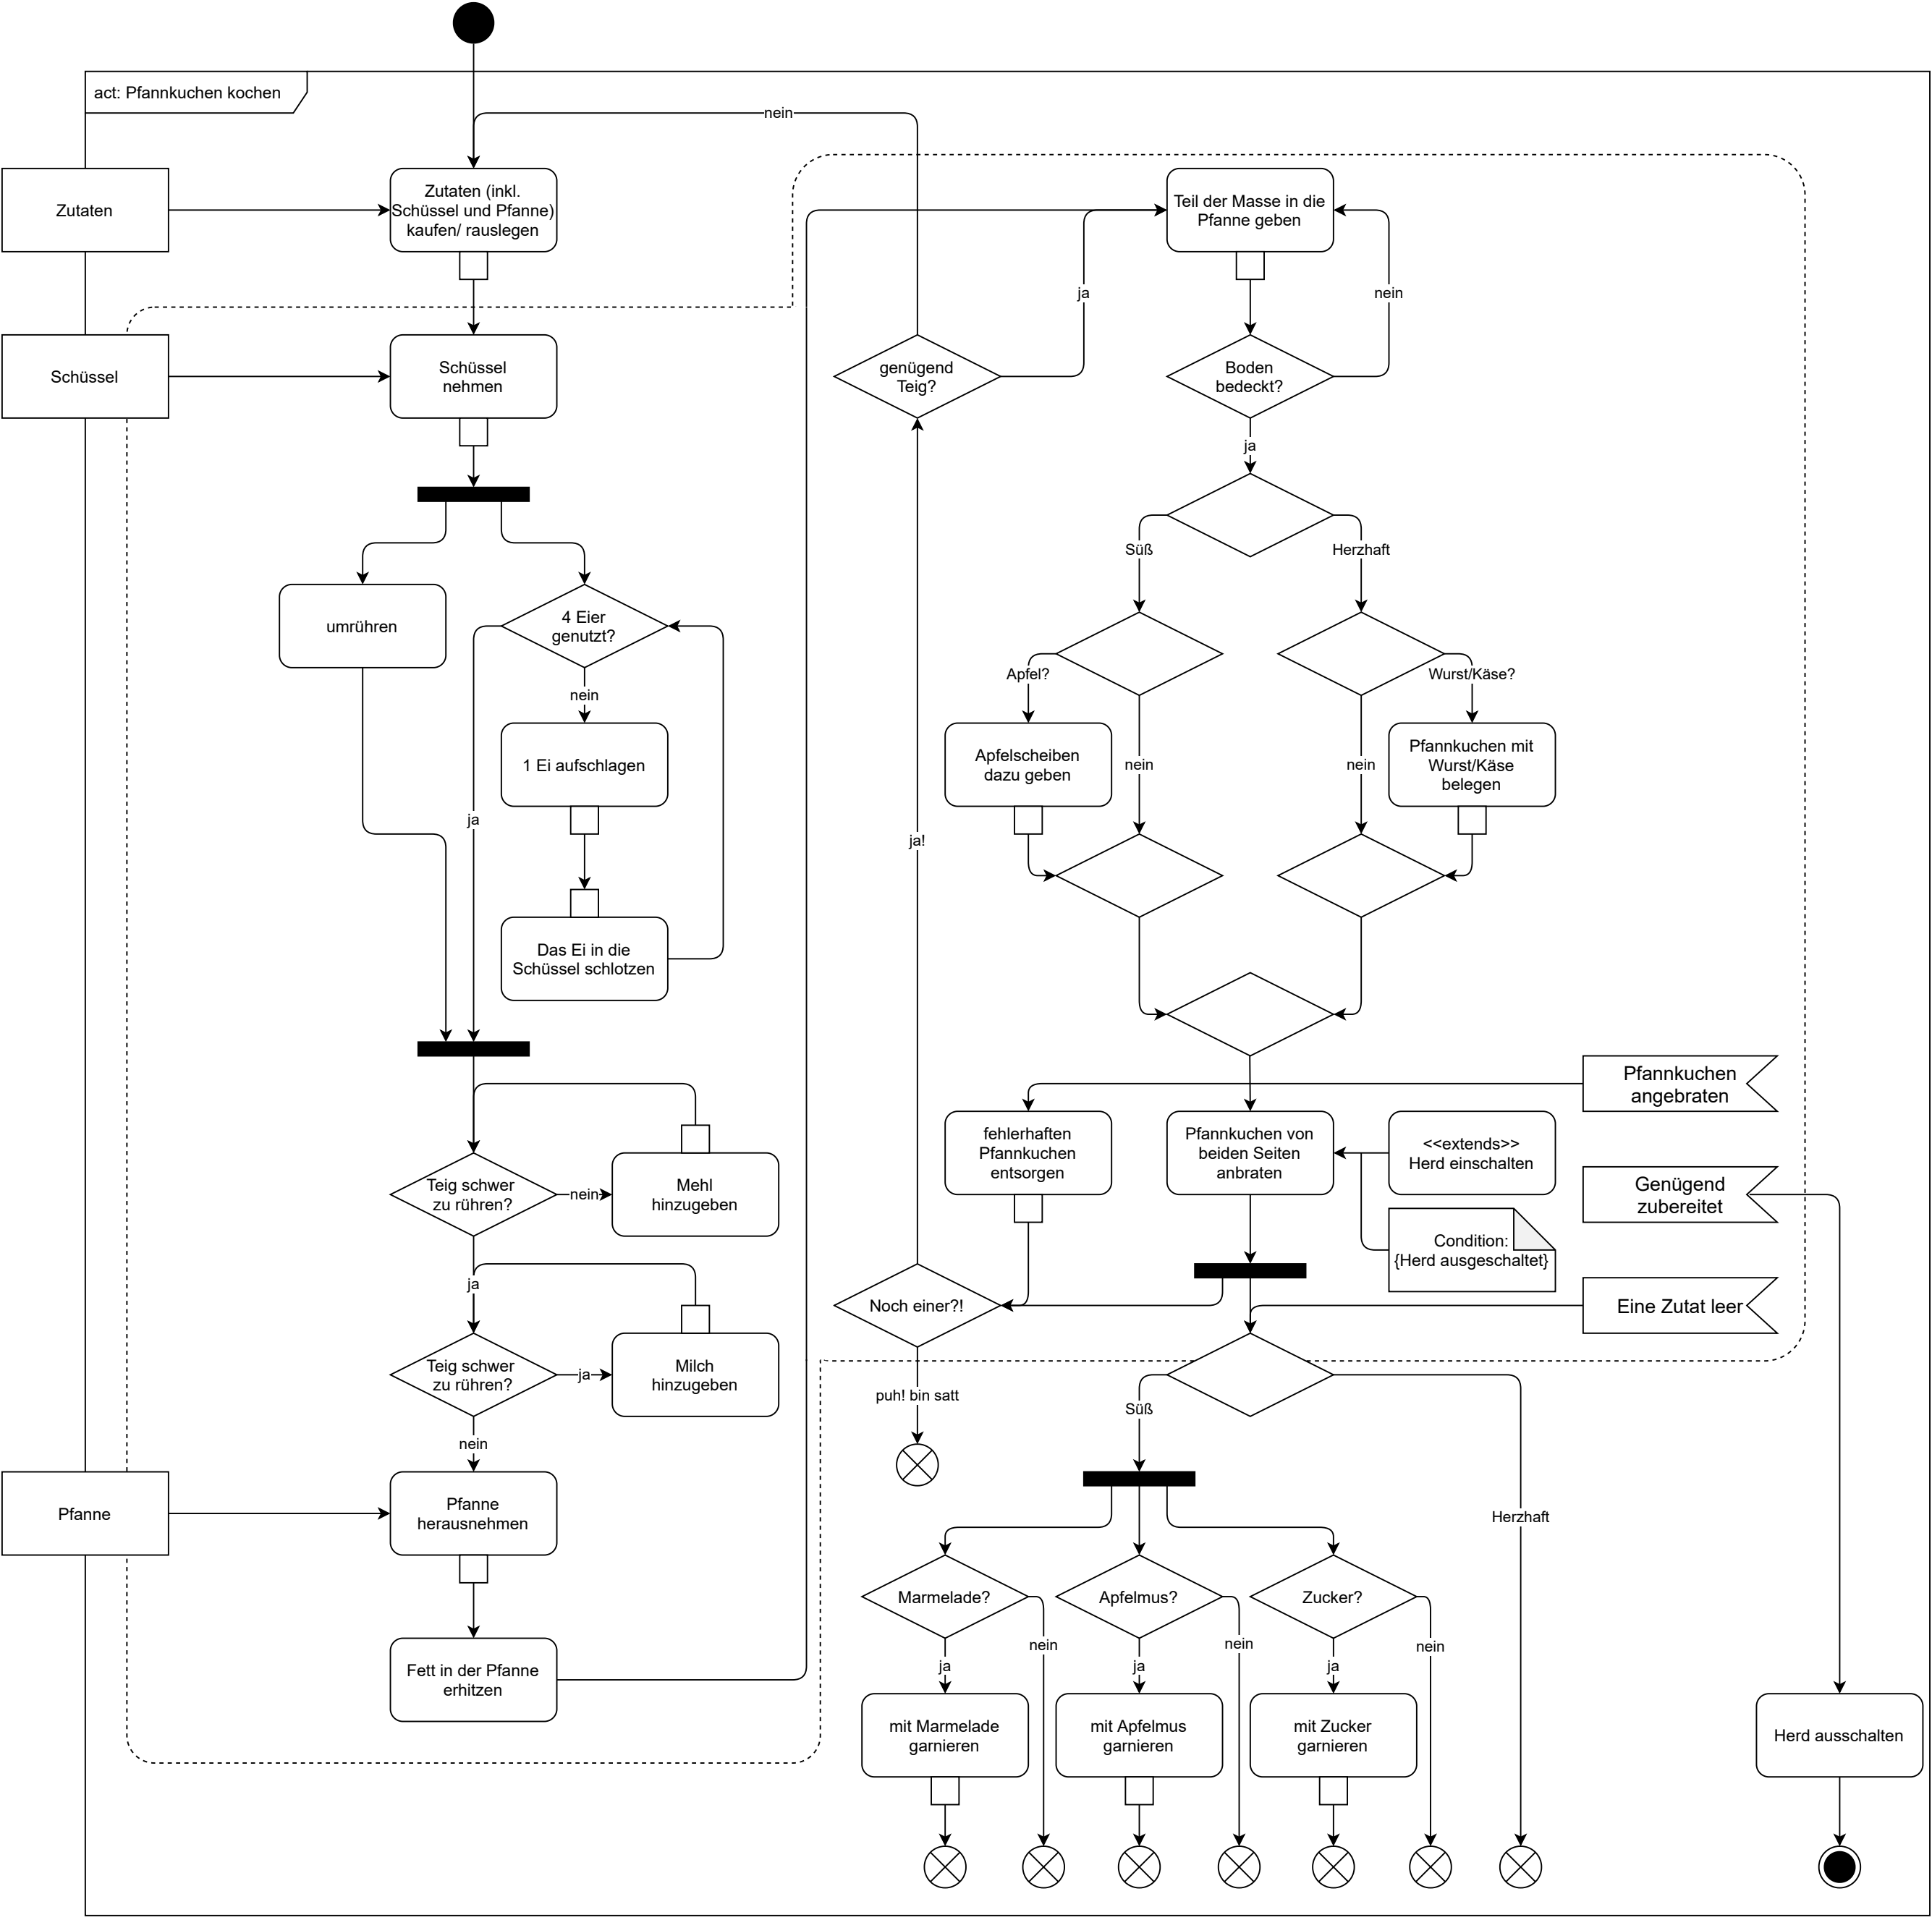 act: Pfannkuchen kochen
nein
Zutaten
Zutaten (inkl.
Schüssel und Pfanne)
kaufen/ rauslegen
Teil der Masse in die
Pfanne geben
ja
nein
Schüssel
Schüssel
nehmen
genügend
Teig?
Boden
bedeckt?
ja
Süß
Herzhaft
umrühren
4 Eier
genutzt?
nein
Apfel?
Wurst/Käse?
1 Ei aufschlagen
Apfelscheiben
dazu geben
nein
nein
Pfannkuchen mit
Wurst/Käse
belegen
ja
ja!
Das Ei in die
Schüssel schlotzen
Pfannkuchen
angebraten
fehlerhaften
Pfannkuchen
entsorgen
Pfannkuchen von
beiden Seiten
anbraten
<<extends>>
Herd einschalten
Teig schwer
zu rühren?
nein
Mehl
hinzugeben
Genügend
zubereitet
Condition:
{Herd ausgeschaltet}
ja
Noch einer?!
Eine Zutat leer
Teig schwer
zu rühren?
ja
Milch
hinzugeben
puh! bin satt
Süß
nein
Pfanne
Pfanne
herausnehmen
Herzhaft
Marmelade?
Apfelmus?
Zucker?
nein
nein
nein
ja
ja
ja
Fett in der Pfanne
erhitzen
mit Marmelade
garnieren
mit Apfelmus
garnieren
mit Zucker
garnieren
Herd ausschalten